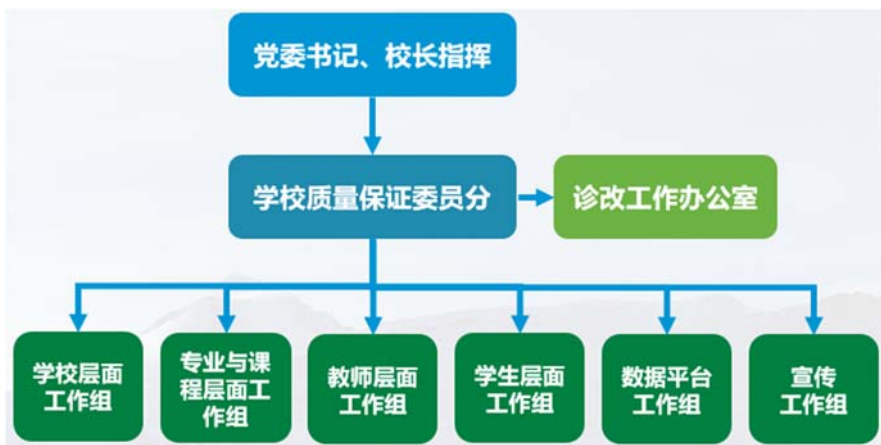 党委书记、校长指挥
学校质量保证委员分
诊改工作办公室
学校层面
工作组
专业与课
程层面工
作组
教师层面
工作组
学生层面
工作组
数据平台
工作组
宣传
工作组